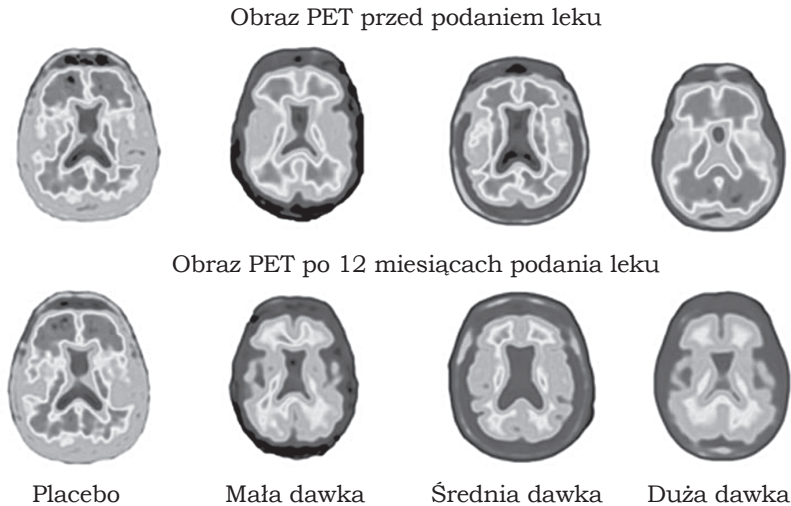 Obraz PET przed podaniem leku
Obraz PET po 12 miesiącach podania leku
Placebo
Mała dawka
Średnia dawka
Duża dawka